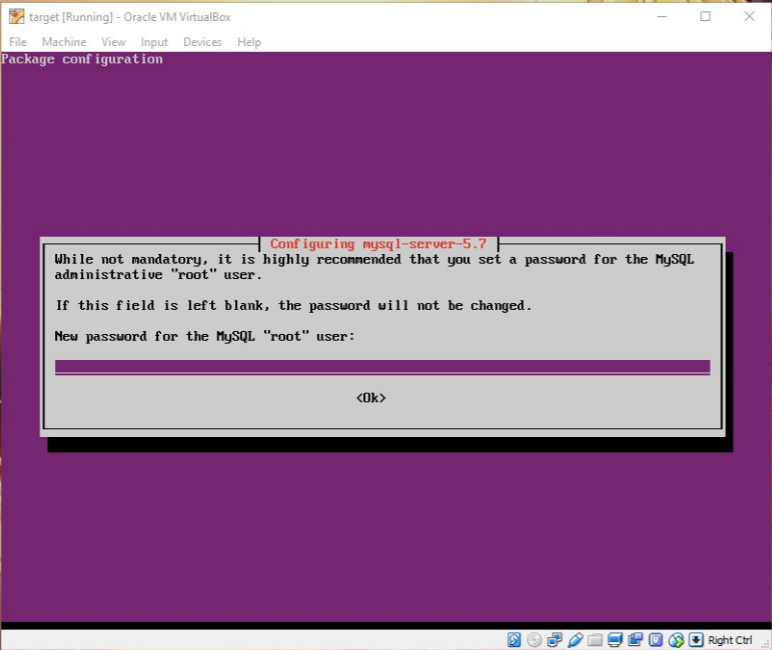 target [Running] - Oracle VM VirtualBox
File Machine View Input Devices Help
Package configuration
Configuring mysql-server-5.7
While not mandatory, it is highly recommended that you set a password for the MySQL
administrative "root" user.
If this field is left blank, the password will not be changed.
New password for the MySQL "root" user:
<Ok>
Right Ctrl